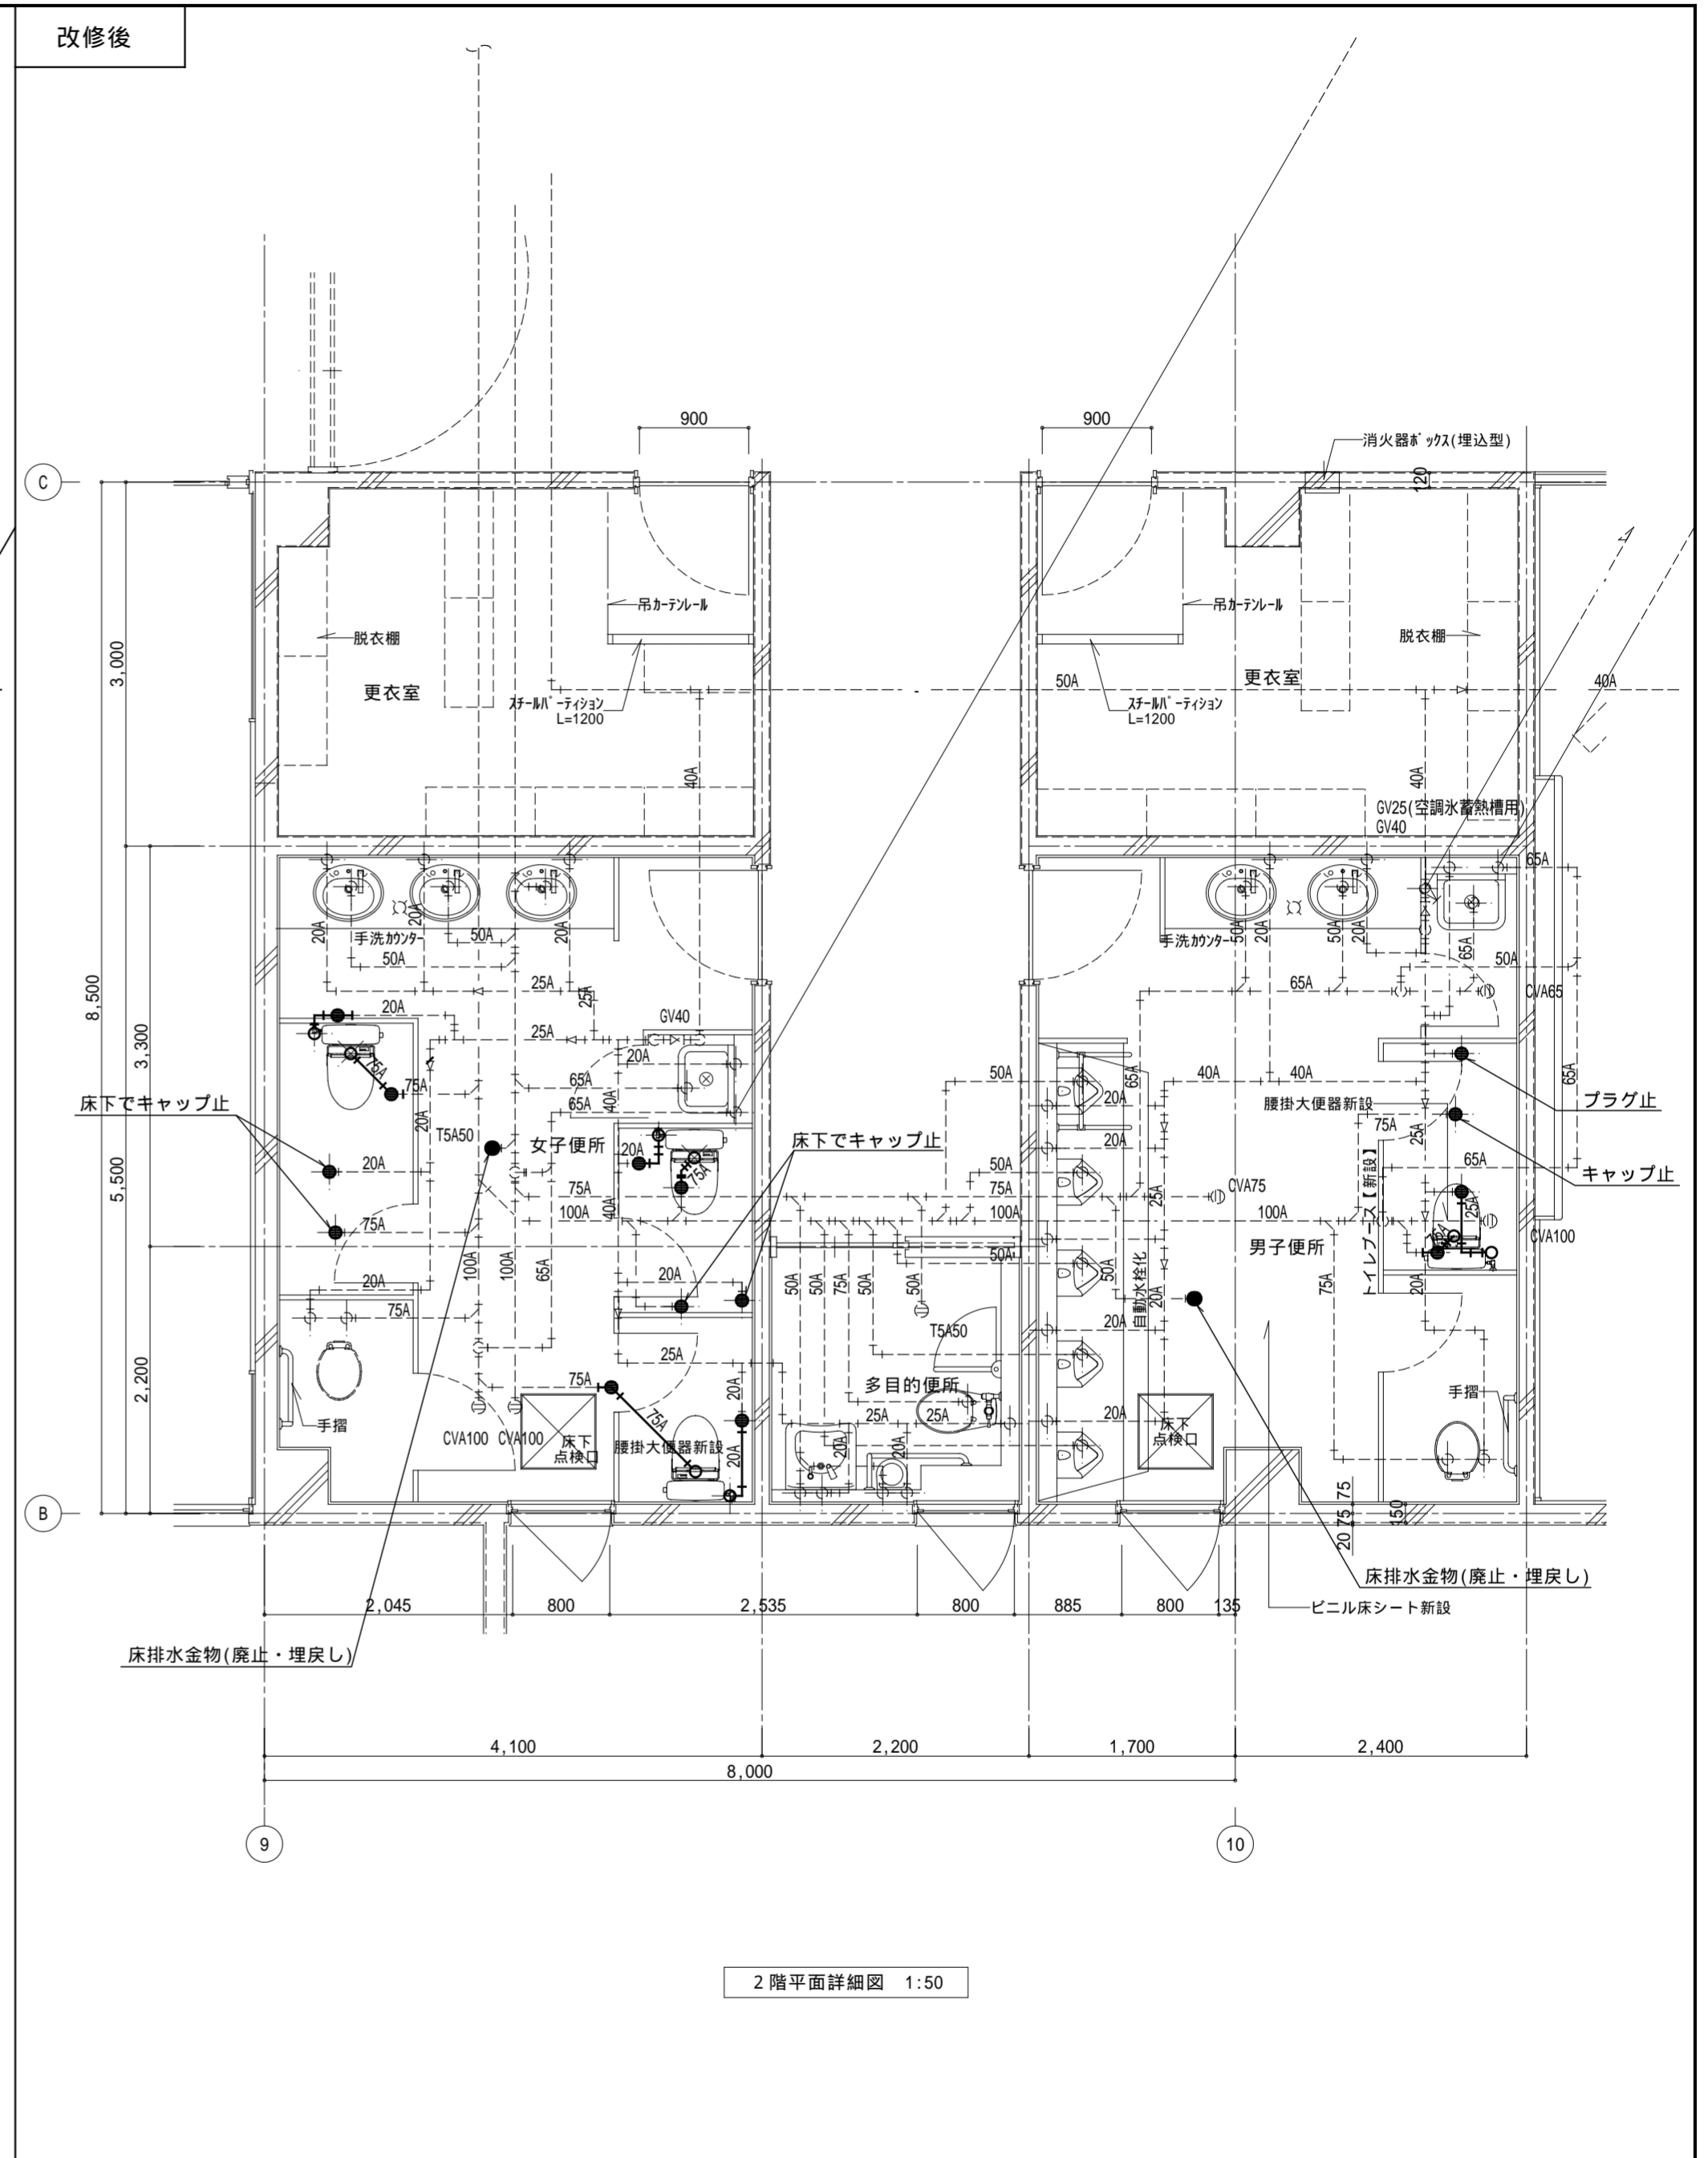 改修後
900
900
消火器ボックス(埋込型)
120
C
吊カーテンレール
吊カーテンレール
脱衣棚
脱衣棚
3,000
更衣室
更衣室
50A
40A
スチールパーティション
L=1200
スチールパーティション
L=1200
40A
40A
GV25(空調氷蓄熱槽用)
GV40
65A
20A
手洗カウンター
20A
50A
20A
50A
手洗カウンター
50A
20A
50A
20A
65A
50A
8,500
3,300
25A
25A
65A
CVA65
20A
GV40
25A
20A
75A
75A
65A
65A
40A
50A
20A
65A
40A
40A
65A
床下でキャップ止
20A
T5A50
女子便所
20A
75A
床下でキャップ止
20A
腰掛大便器新設
75A
25A
プラグ止
5,500
20A
75A
40A
50A
75A
25A
CVA75
65A
キャップ止
75A
100A
100A
100A
25A
トイレブース【新設】
男子便所
CVA100
75A
100A
100A
65A
20A
50A
50A
75A
50A
50A
50A
50A
自動水栓化
20A
75A
20A
20A
75A
T5A50
20A
2,200
25A
75A
20A
多目的便所
手摺
手摺
75A
25A
25A
20A
床下
点検口
CVA100
CVA100
床下
点検口
腰掛大便器新設
20A
20A
20A
B
75
75
20
150
床排水金物(廃止・埋戻し)
2,045
800
2,535
800
885
800
135
ビニル床シート新設
床排水金物(廃止・埋戻し)
4,100
2,200
1,700
2,400
8,000
9
10
2階平面詳細図 1:50